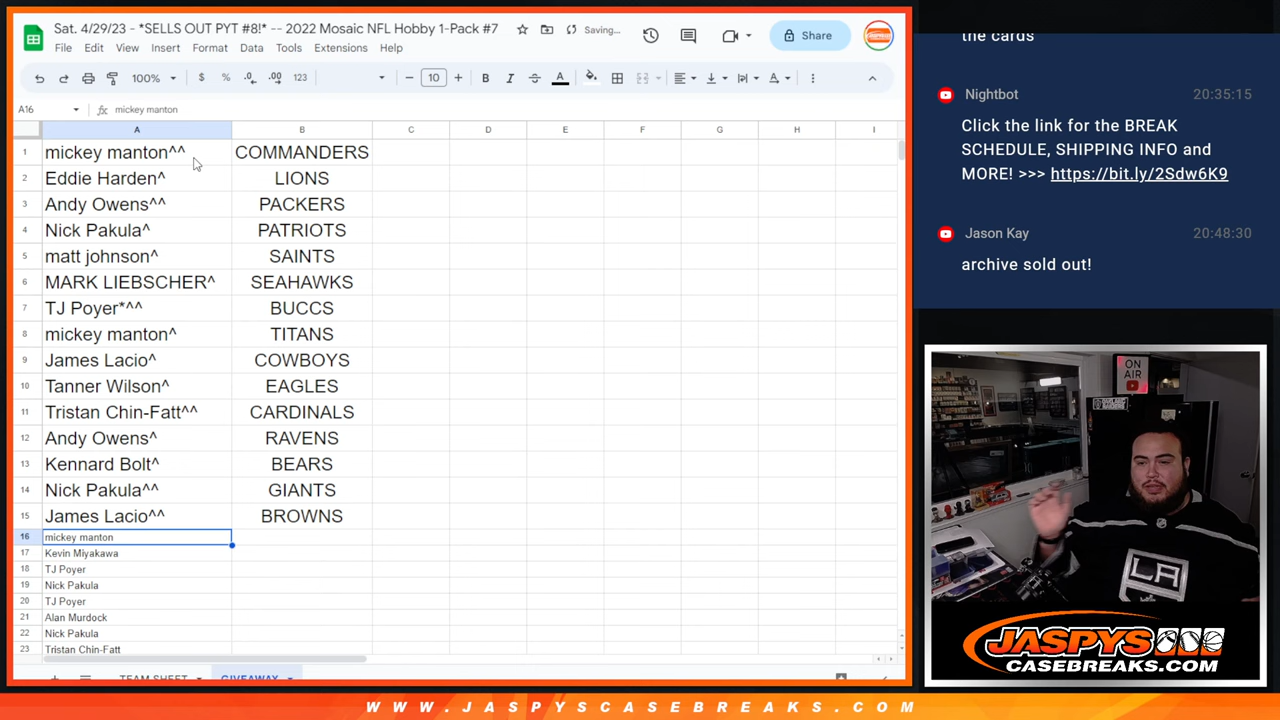 Sat. 4/29/23 - *SELLS OUT PYT #8!* -- 2022 Mosaic NFL Hobby 1-Pack #7
Saving...
Share
File Edit View Insert Format Data Tools Extensions Help
100% $ % .0 .00 123 10 B I A
A16 fx mickey manton
A B C D E F G H I
1 mickey manton^^ COMMANDERS
2 Eddie Harden^ LIONS
3 Andy Owens^^ PACKERS
4 Nick Pakula^ PATRIOTS
5 matt johnson^ SAINTS
6 MARK LIEBSCHER^ SEAHAWKS
7 TJ Poyer*^^ BUCCS
8 mickey manton^ TITANS
9 James Lacio^ COWBOYS
10 Tanner Wilson^ EAGLES
11 Tristan Chin-Fatt^^ CARDINALS
12 Andy Owens^ RAVENS
13 Kennard Bolt^ BEARS
14 Nick Pakula^^ GIANTS
15 James Lacio^^ BROWNS
16 mickey manton
17 Kevin Miyakawa
18 TJ Poyer
19 Nick Pakula
20 TJ Poyer
21 Alan Murdock
22 Nick Pakula
23 Tristan Chin-Fatt
TEAM SHEET GIVEAWAY
the cards
Nightbot 20:35:15
Click the link for the BREAK
SCHEDULE, SHIPPING INFO and
MORE! >>> https://bit.ly/2Sdw6K9
Jason Kay 20:48:30
archive sold out!
ON
AIR
LA
JASPYS
CASEBREAKS.COM
WWW.JASPYSCASEBREAKS.COM